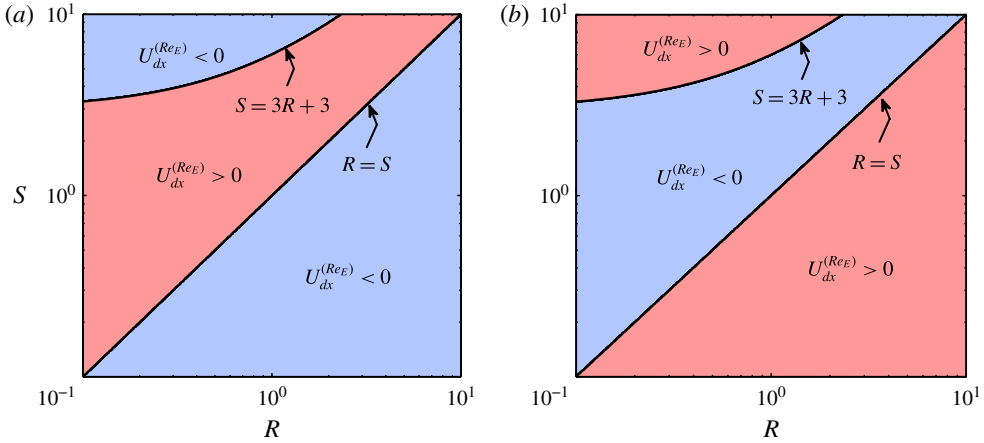 (a)
10^1
U_{dx}^{(Re_E)} < 0
S = 3R + 3
U_{dx}^{(Re_E)} > 0
R = S
S
10^0
U_{dx}^{(Re_E)} < 0
10^{-1}
10^0
10^1
R
(b)
10^1
U_{dx}^{(Re_E)} > 0
S = 3R + 3
U_{dx}^{(Re_E)} < 0
R = S
10^0
U_{dx}^{(Re_E)} > 0
10^{-1}
10^0
10^1
R